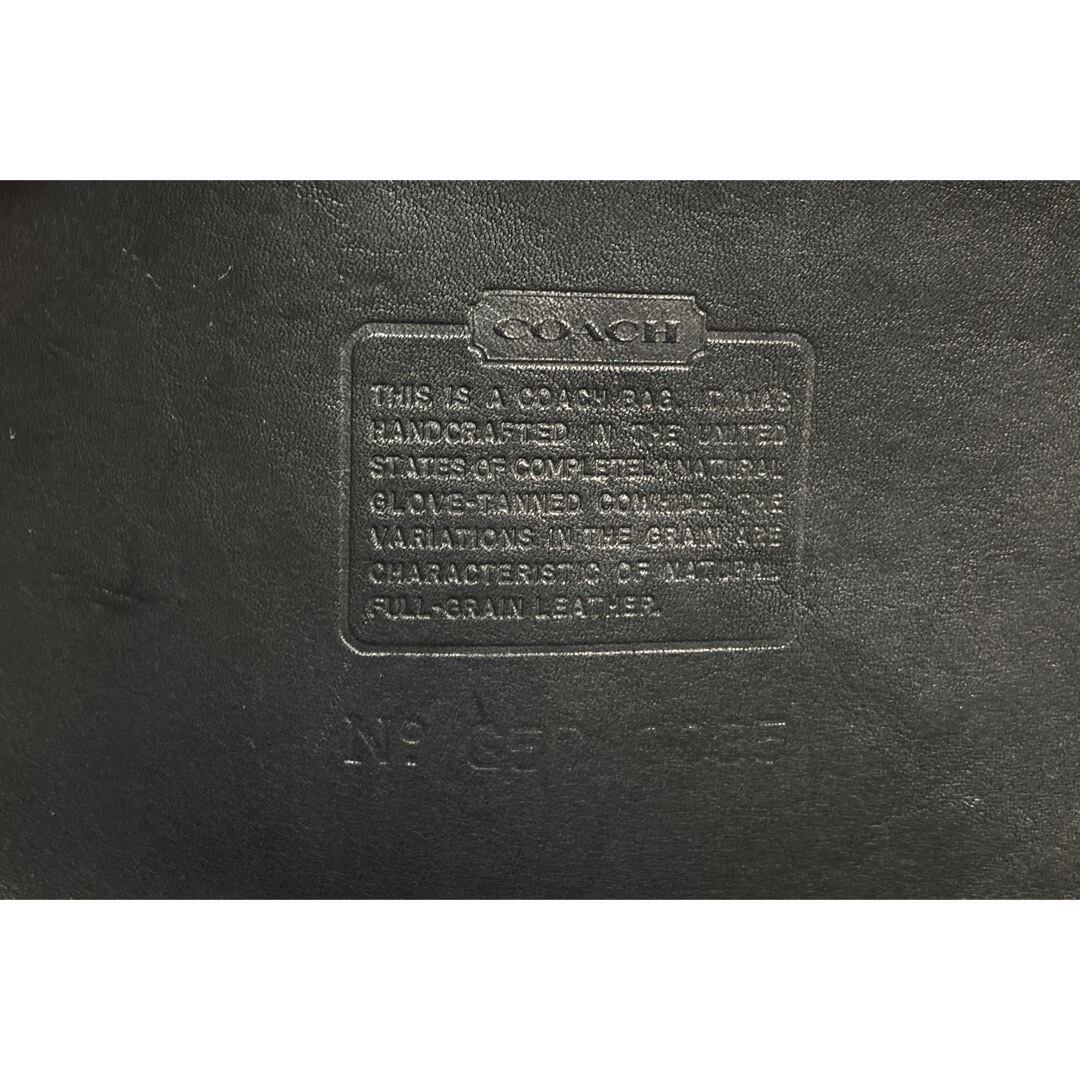 COACH
THIS IS A COACH BAG. IT WAS
HANDCRAFTED IN THE UNITED
STATES OF COMPLETELY NATURAL
GLOVE-TANNED COWHIDE. THE
VARIATIONS IN THE GRAIN ARE
CHARACTERISTIC OF NATURAL
FULL-GRAIN LEATHER.
Nº